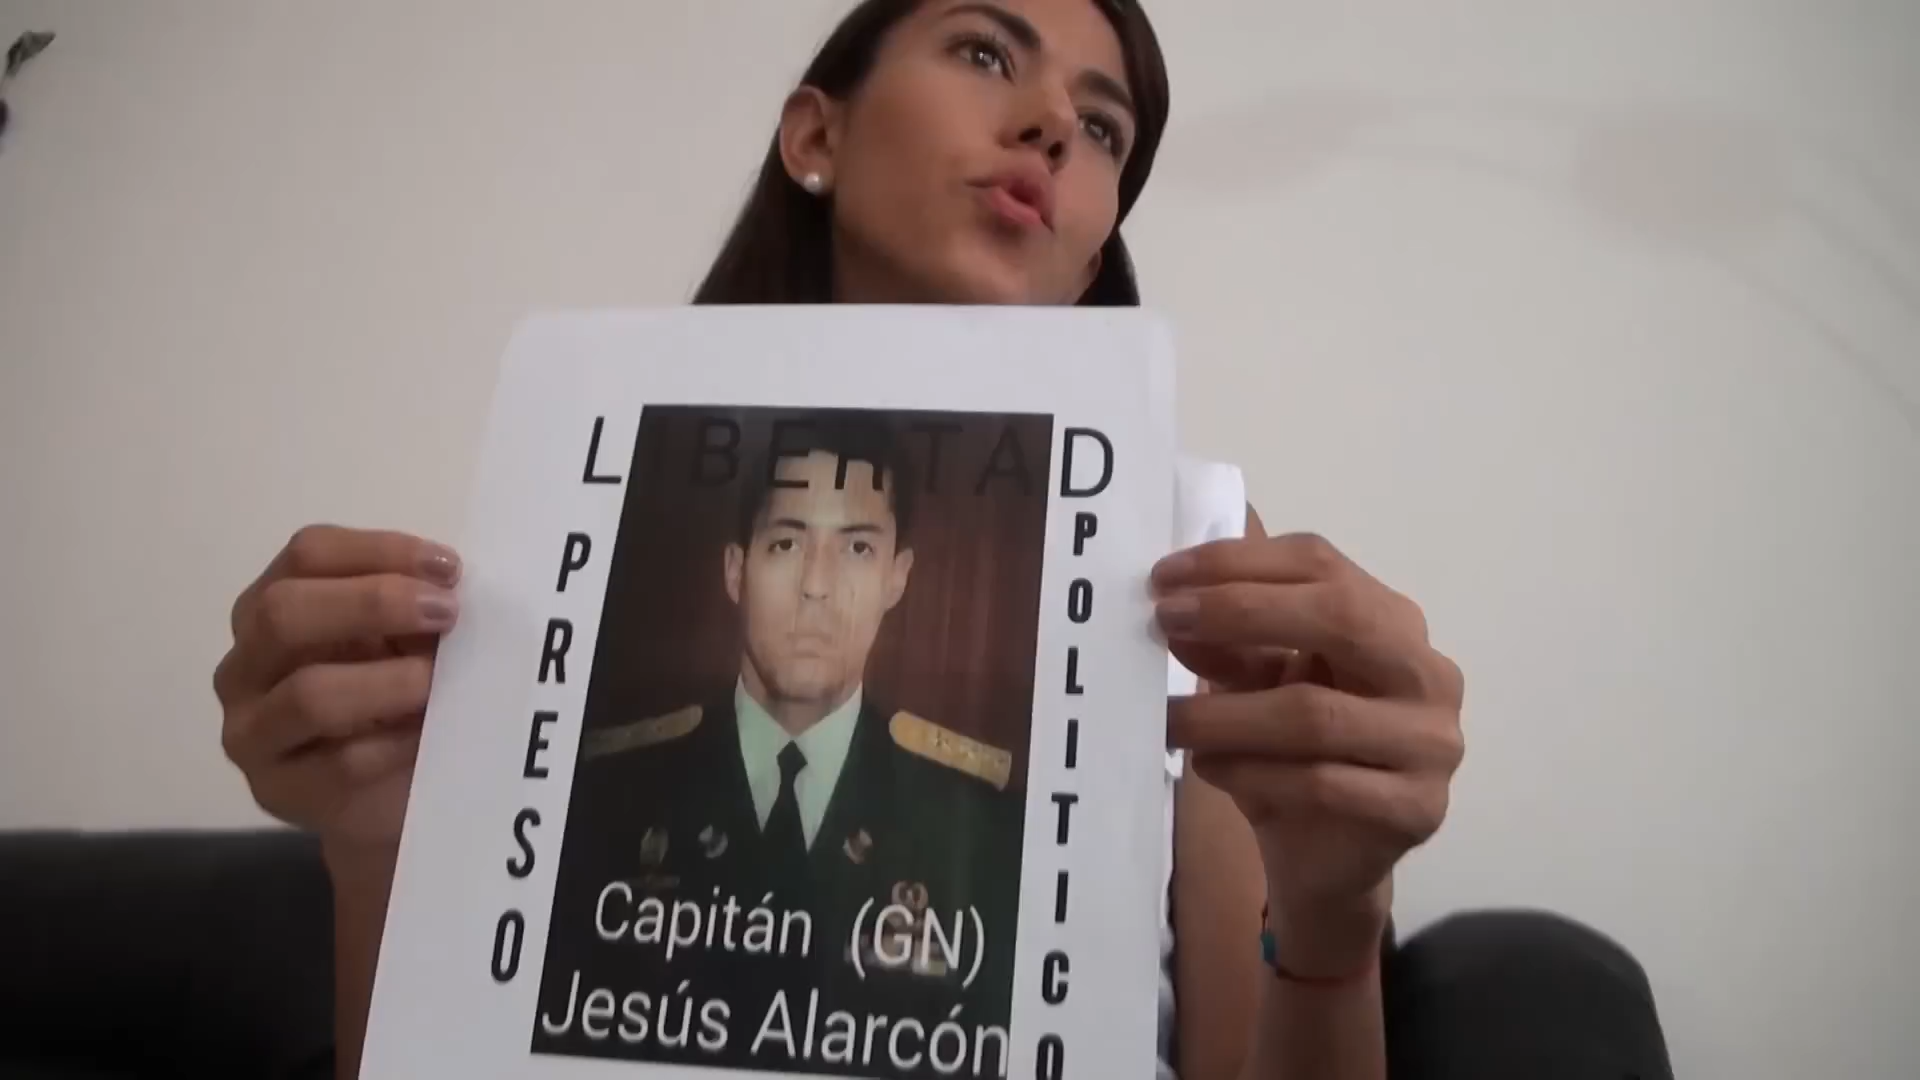 LIBERTAD
PRESO
POLITICO
Capitán (GN)
Jesús Alarcón